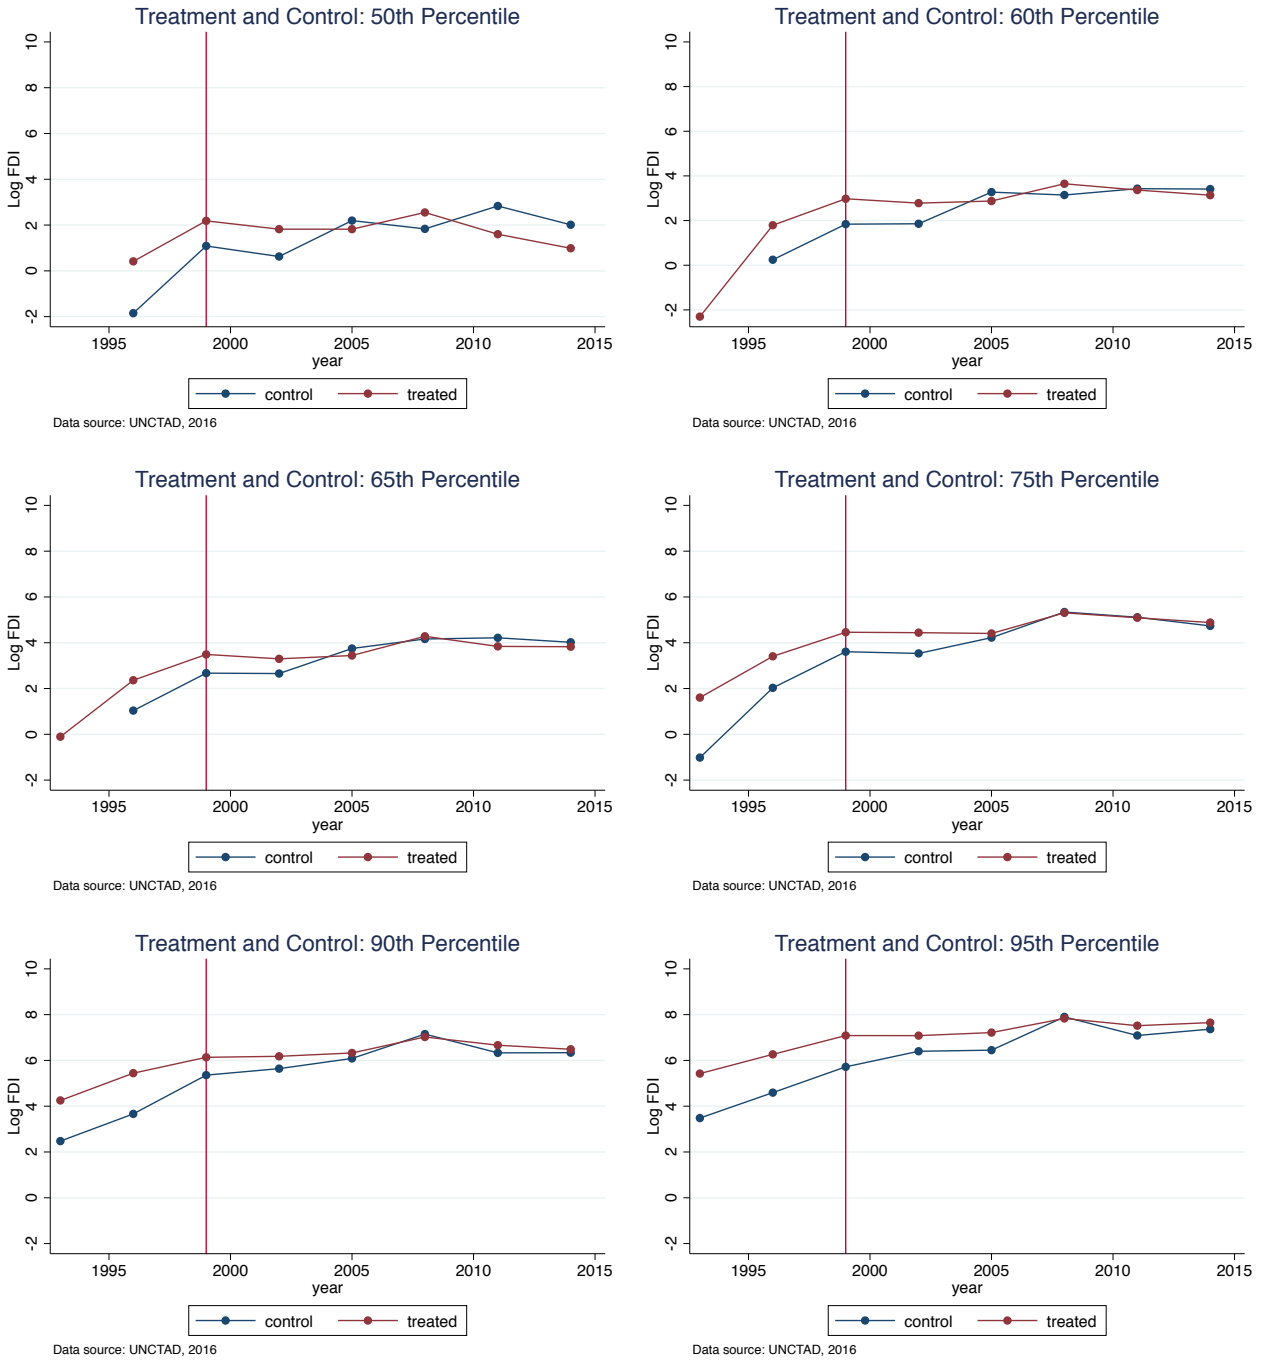 Treatment and Control: 50th Percentile
10
8
6
4
2
0
-2
Log FDI
1995 2000 2005 2010 2015
year
control treated
Data source: UNCTAD, 2016
Treatment and Control: 60th Percentile
10
8
6
4
2
0
-2
Log FDI
1995 2000 2005 2010 2015
year
control treated
Data source: UNCTAD, 2016
Treatment and Control: 65th Percentile
10
8
6
4
2
0
-2
Log FDI
1995 2000 2005 2010 2015
year
control treated
Data source: UNCTAD, 2016
Treatment and Control: 75th Percentile
10
8
6
4
2
0
-2
Log FDI
1995 2000 2005 2010 2015
year
control treated
Data source: UNCTAD, 2016
Treatment and Control: 90th Percentile
10
8
6
4
2
0
-2
Log FDI
1995 2000 2005 2010 2015
year
control treated
Data source: UNCTAD, 2016
Treatment and Control: 95th Percentile
10
8
6
4
2
0
-2
Log FDI
1995 2000 2005 2010 2015
year
control treated
Data source: UNCTAD, 2016